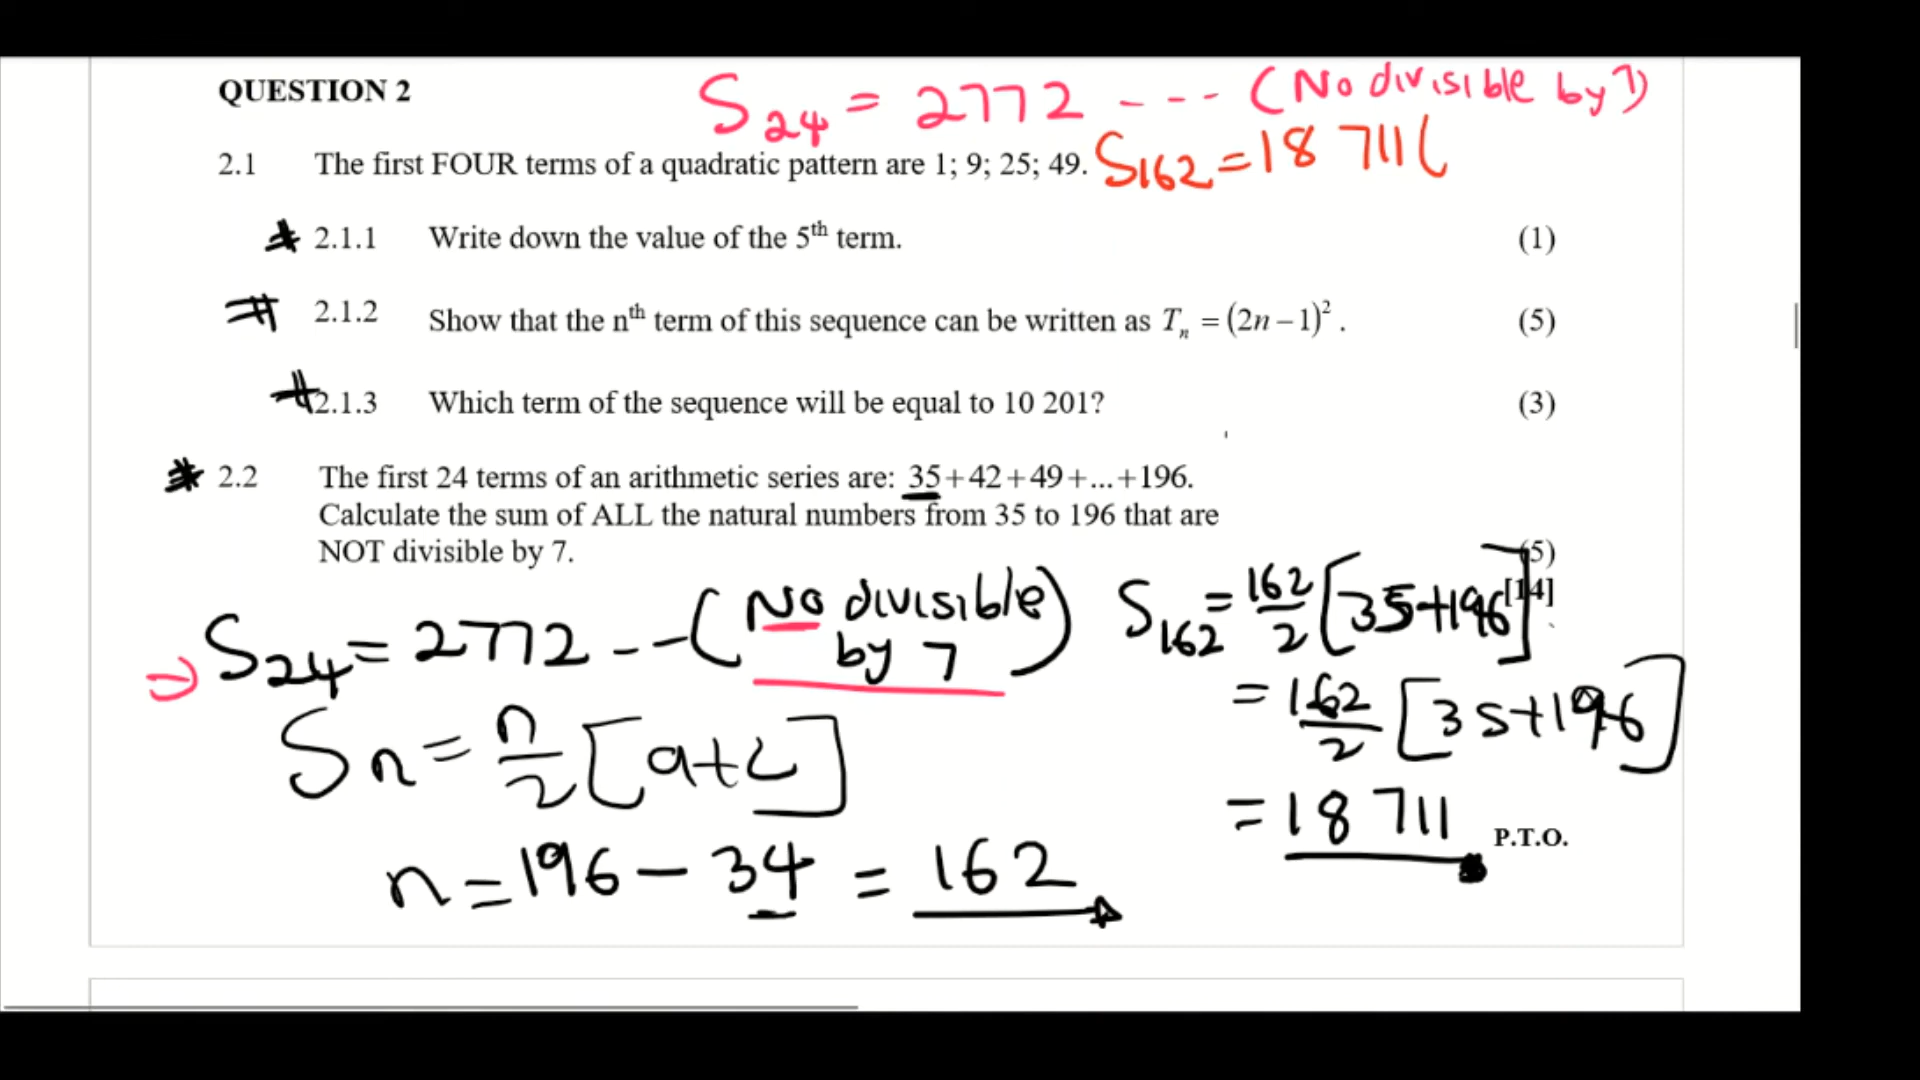 QUESTION 2
S24 = 2772 --- (No divisible by 7)
2.1 The first FOUR terms of a quadratic pattern are 1; 9; 25; 49. S162 = 18 711 (
2.1.1 Write down the value of the 5th term. (1)
2.1.2 Show that the nth term of this sequence can be written as Tn = (2n – 1)². (5)
2.1.3 Which term of the sequence will be equal to 10 201? (3)
2.2 The first 24 terms of an arithmetic series are: 35+42+49+...+196.
Calculate the sum of ALL the natural numbers from 35 to 196 that are
NOT divisible by 7. (5)
[14]
S24 = 2772 --- (No divisible
by 7)
Sn = n/2 [a+L]
n = 196 – 34 = 162
S162 = 162/2 [35+196]
= 162/2 [35+196]
= 18 711
P.T.O.